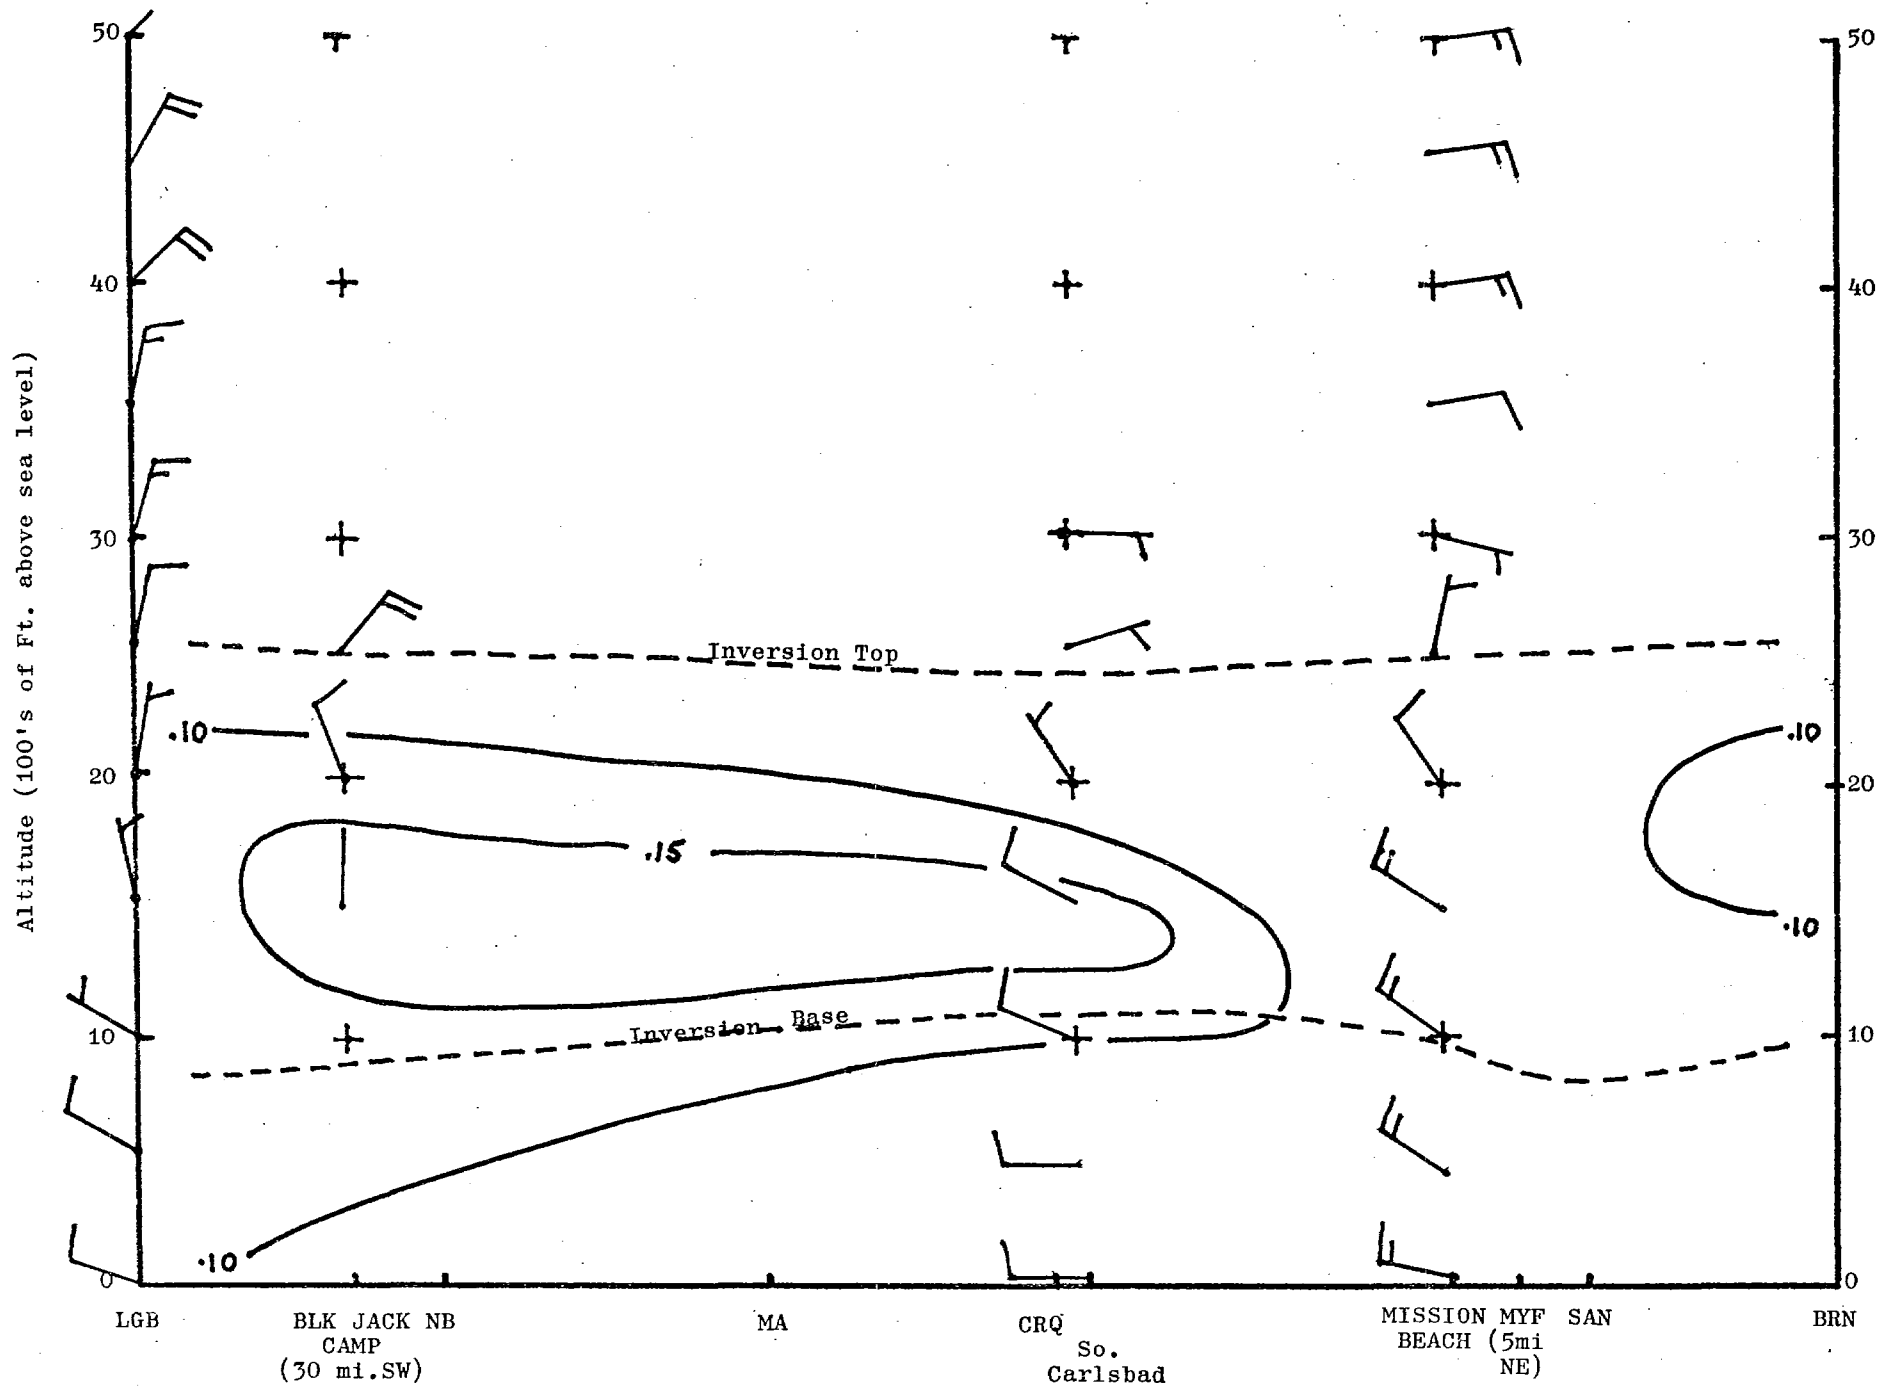 50
50
40
40
Altitude (100's of Ft. above sea level)
30
30
Inversion Top
.10
.10
20
20
.15
.10
Inversion Base
10
10
.10
0
0
LGB
BLK JACK NB
CAMP
(30 mi.SW)
MA
CRQ
So.
Carlsbad
MISSION MYF SAN
BEACH (5mi
NE)
BRN